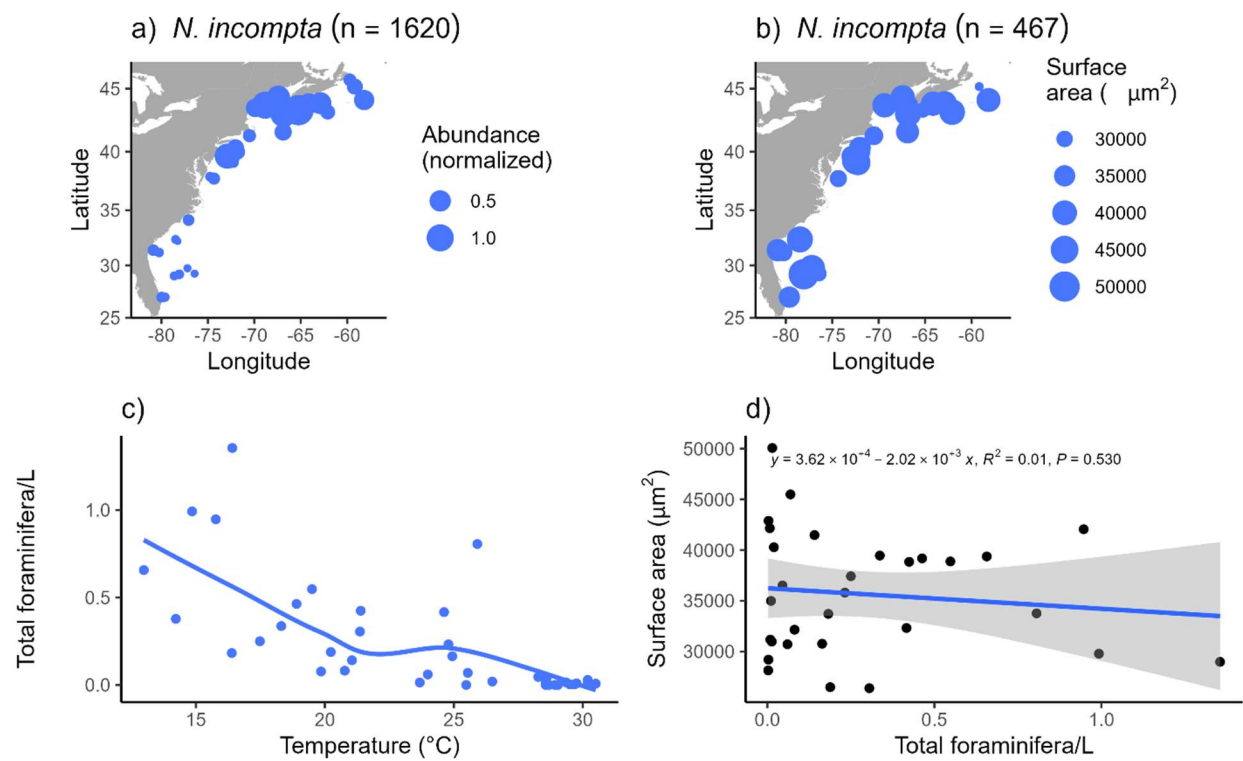 a) N. incompta (n = 1620)
45
40
35
30
25
Latitude
-80 -75 -70 -65 -60
Longitude
Abundance
(normalized)
0.5
1.0
b) N. incompta (n = 467)
45
40
35
30
25
Latitude
-80 -75 -70 -65 -60
Longitude
Surface
area ( μm²)
30000
35000
40000
45000
50000
c)
1.0
0.5
0.0
Total foraminifera/L
15 20 25 30
Temperature (°C)
d)
y = 3.62 × 10⁺⁴ − 2.02 × 10⁺³ x, R² = 0.01, P = 0.530
50000
45000
40000
35000
30000
Surface area (μm²)
0.0 0.5 1.0
Total foraminifera/L